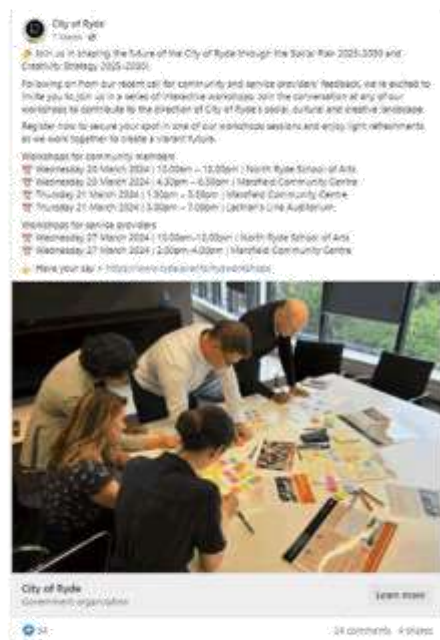 City of Ryde
7 March
Join us in shaping the future of the City of Ryde through the Social Plan 2025-2030 and
Creativity Strategy 2025-2030!
Following on from our recent call for community and service providers' feedback, we're excited to
invite you to join us in a series of interactive workshops. Join the conversation at any of our
workshops to contribute to the direction of City of Ryde's social, cultural and creative landscape.
Register now to secure your spot in one of our workshops sessions and enjoy light refreshments
as we work together to create a vibrant future.
Workshops for community members
Wednesday 20 March 2024 | 10.00am – 12.00pm | North Ryde School of Arts
Wednesday 20 March 2024 | 4.30pm – 6.30pm | Marsfield Community Centre
Thursday 21 March 2024 | 1.30pm – 3.30pm | Marsfield Community Centre
Thursday 21 March 2024 | 5.00pm – 7.00pm | Lachlan's Line Auditorium
Workshops for service providers
Wednesday 27 March 2024 | 10.00am-12.00pm | North Ryde School of Arts
Wednesday 27 March 2024 | 2.00pm-4.00pm | Marsfield Community Centre
Have your say
City of Ryde
Government organisation
Learn more
34
24 comments 4 shares